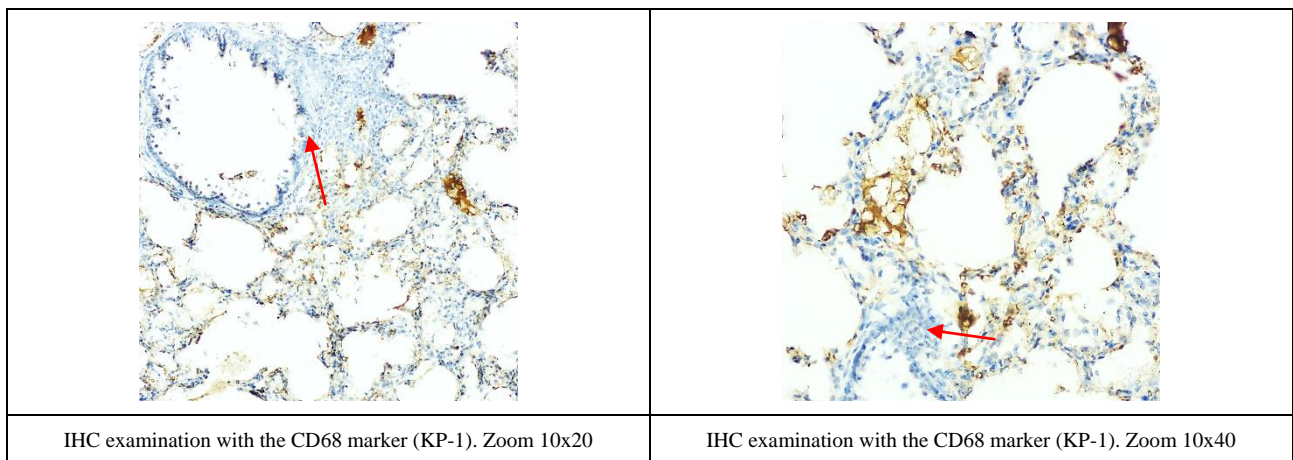 IHC examination with the CD68 marker (KP-1). Zoom 10x20
IHC examination with the CD68 marker (KP-1). Zoom 10x40